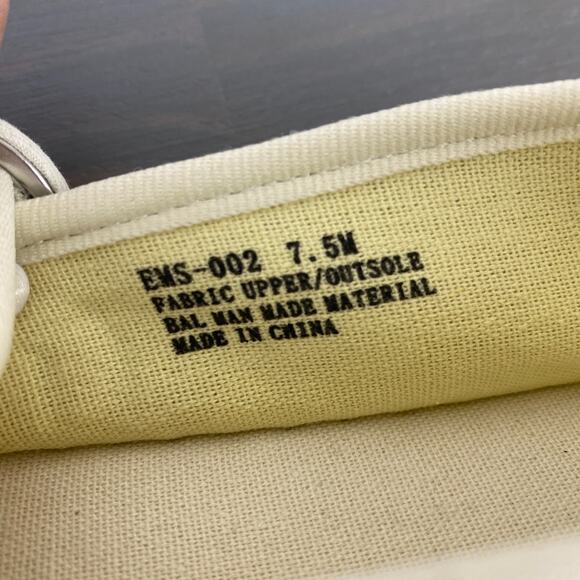 EMS-002 7.5M
FABRIC UPPER/OUTSOLE
BAL MAN MADE MATERIAL
MADE IN CHINA